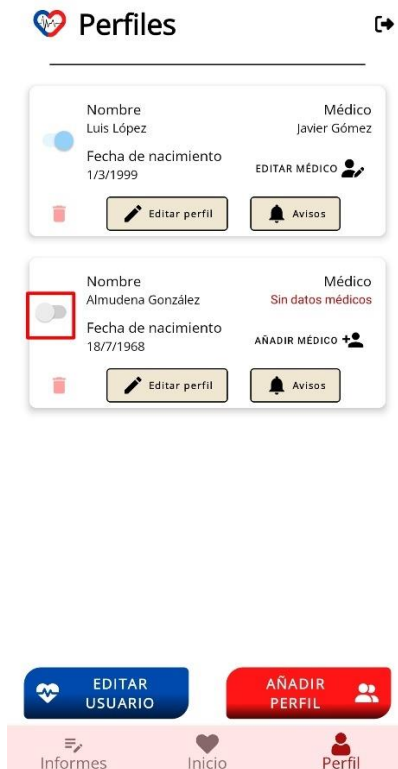 Perfiles
Nombre
Médico
Luis López
Javier Gómez
Fecha de nacimiento
1/3/1999
EDITAR MÉDICO
Editar perfil
Avisos
Nombre
Médico
Almudena González
Sin datos médicos
Fecha de nacimiento
18/7/1968
AÑADIR MÉDICO
Editar perfil
Avisos
EDITAR
USUARIO
AÑADIR
PERFIL
Informes
Inicio
Perfil